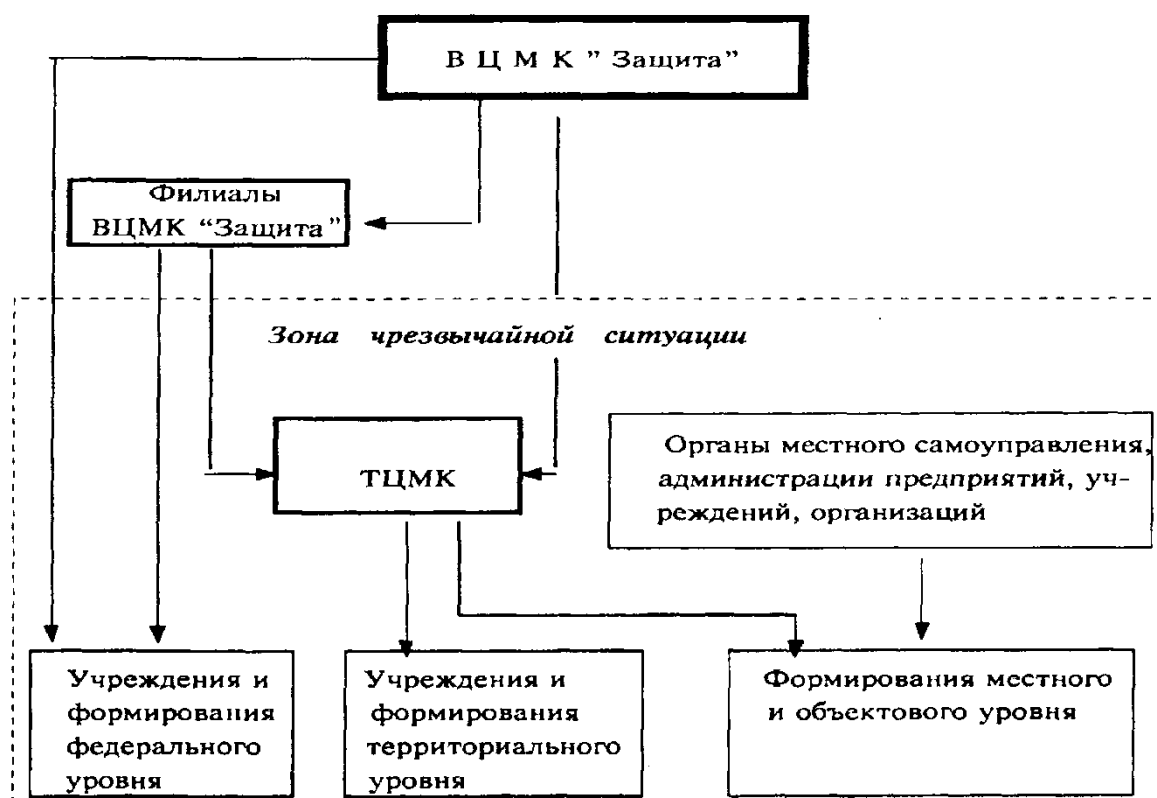 В Ц М К ” Защита”
Филиалы
ВЦМК “Защита”
Зона чрезвычайной ситуации
ТЦМК
Органы местного самоуправления,
администрации предприятий, уч-
реждений, организаций
Учреждения и
формирования
федерального
уровня
Учреждения и
формирования
территориального
уровня
Формирования местного
и объектового уровня